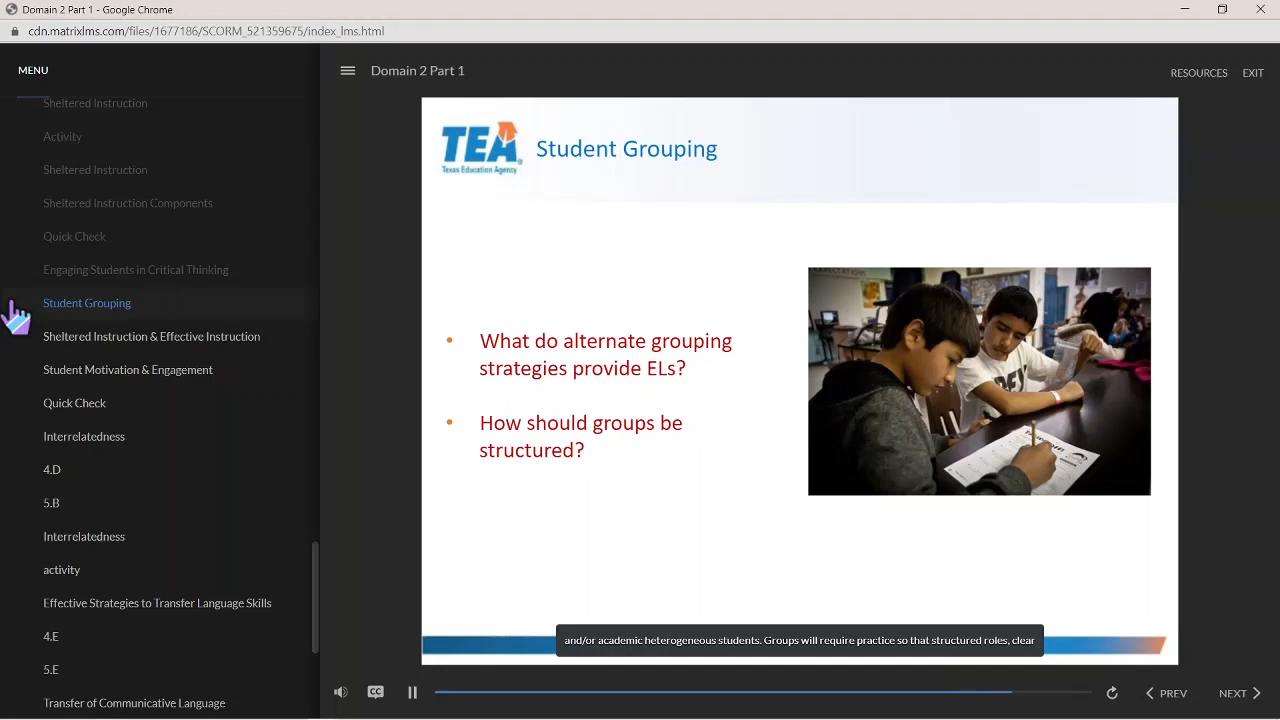 Domain 2 Part 1 - Google Chrome
cdn.matrixlms.com/files/1677186/SCORM_521359675/index_lms.html
MENU
Sheltered Instruction
Activity
Sheltered Instruction
Sheltered Instruction Components
Quick Check
Engaging Students in Critical Thinking
Student Grouping
Sheltered Instruction & Effective Instruction
Student Motivation & Engagement
Quick Check
Interrelatedness
4.D
5.B
Interrelatedness
activity
Effective Strategies to Transfer Language Skills
4.E
5.E
Transfer of Communicative Language
Domain 2 Part 1
RESOURCES EXIT
TEA
Texas Education Agency
Student Grouping
• What do alternate grouping
strategies provide ELs?
• How should groups be
structured?
and/or academic heterogeneous students. Groups will require practice so that structured roles, clear
CC
PREV
NEXT